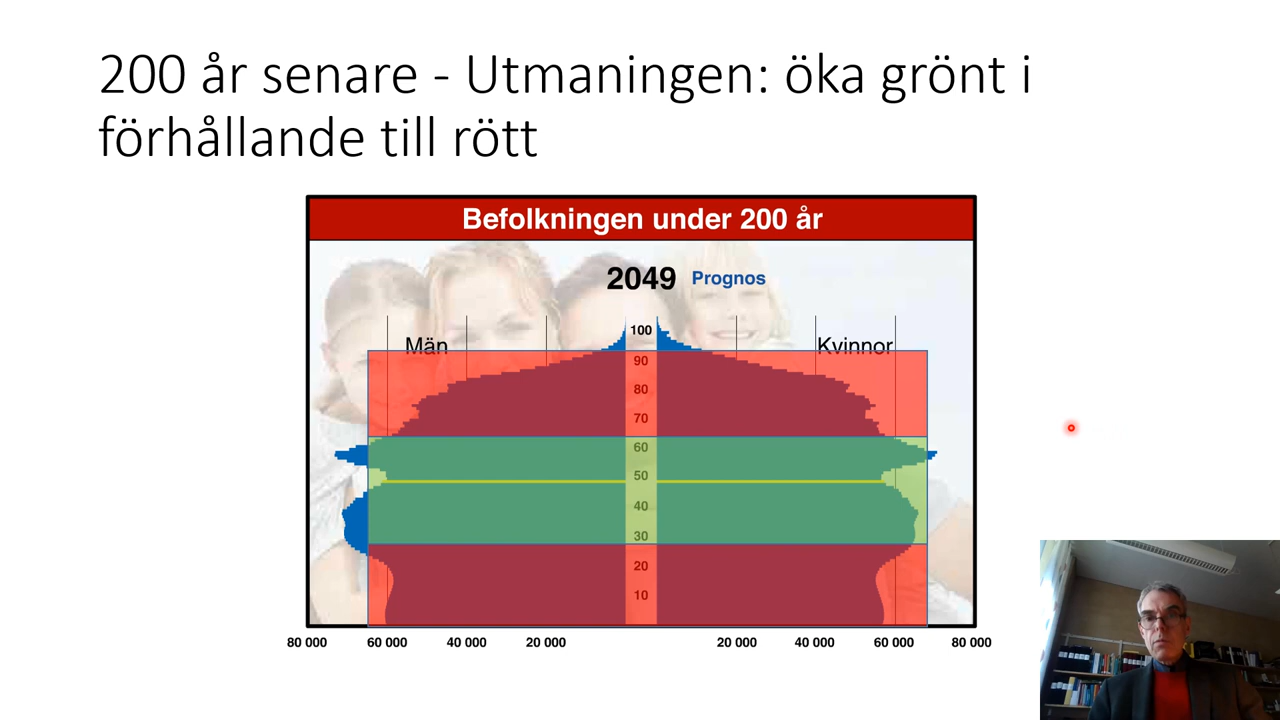 200 år senare - Utmaningen: öka grönt i
förhållande till rött
Befolkningen under 200 år
2049 Prognos
Män
Kvinnor
100
90
80
70
60
50
40
30
20
10
80 000 60 000 40 000 20 000 20 000 40 000 60 000 80 000